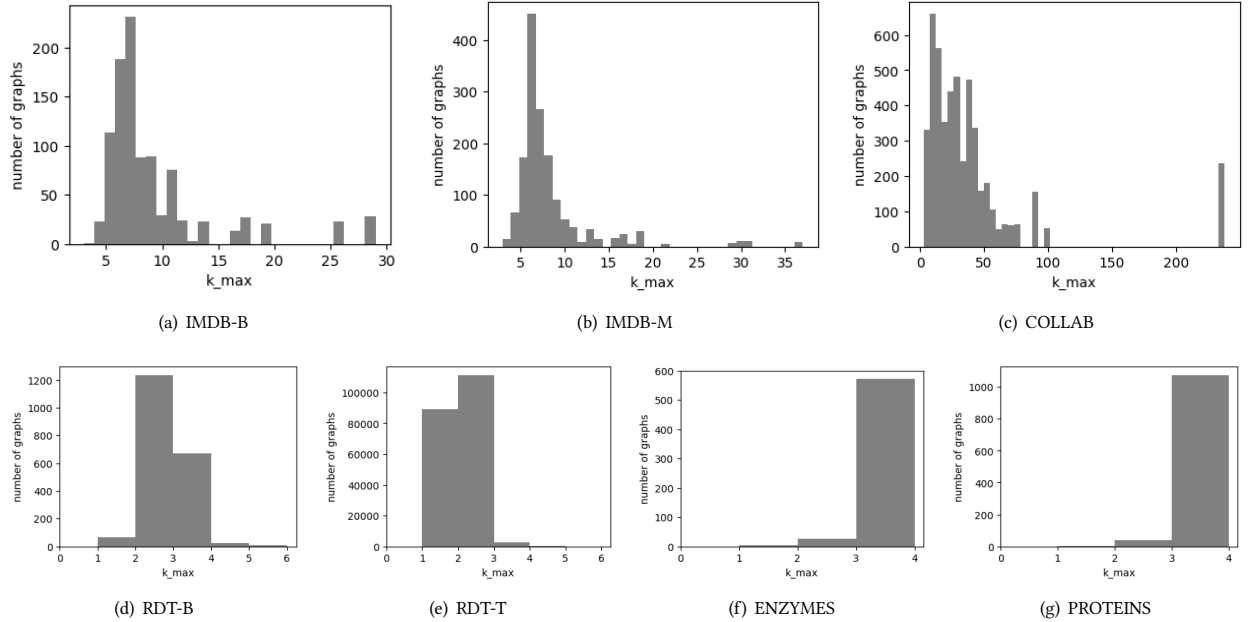 number of graphs
200
150
100
50
0
5 10 15 20 25 30
k_max
(a) IMDB-B
number of graphs
400
300
200
100
0
5 10 15 20 25 30 35
k_max
(b) IMDB-M
number of graphs
600
500
400
300
200
100
0
0 50 100 150 200
k_max
(c) COLLAB
number of graphs
1200
1000
800
600
400
200
0
0 1 2 3 4 5 6
k_max
(d) RDT-B
number of graphs
100000
80000
60000
40000
20000
0
0 1 2 3 4 5 6
k_max
(e) RDT-T
number of graphs
600
500
400
300
200
100
0
0 1 2 3 4
k_max
(f) ENZYMES
number of graphs
1000
800
600
400
200
0
0 1 2 3 4
k_max
(g) PROTEINS